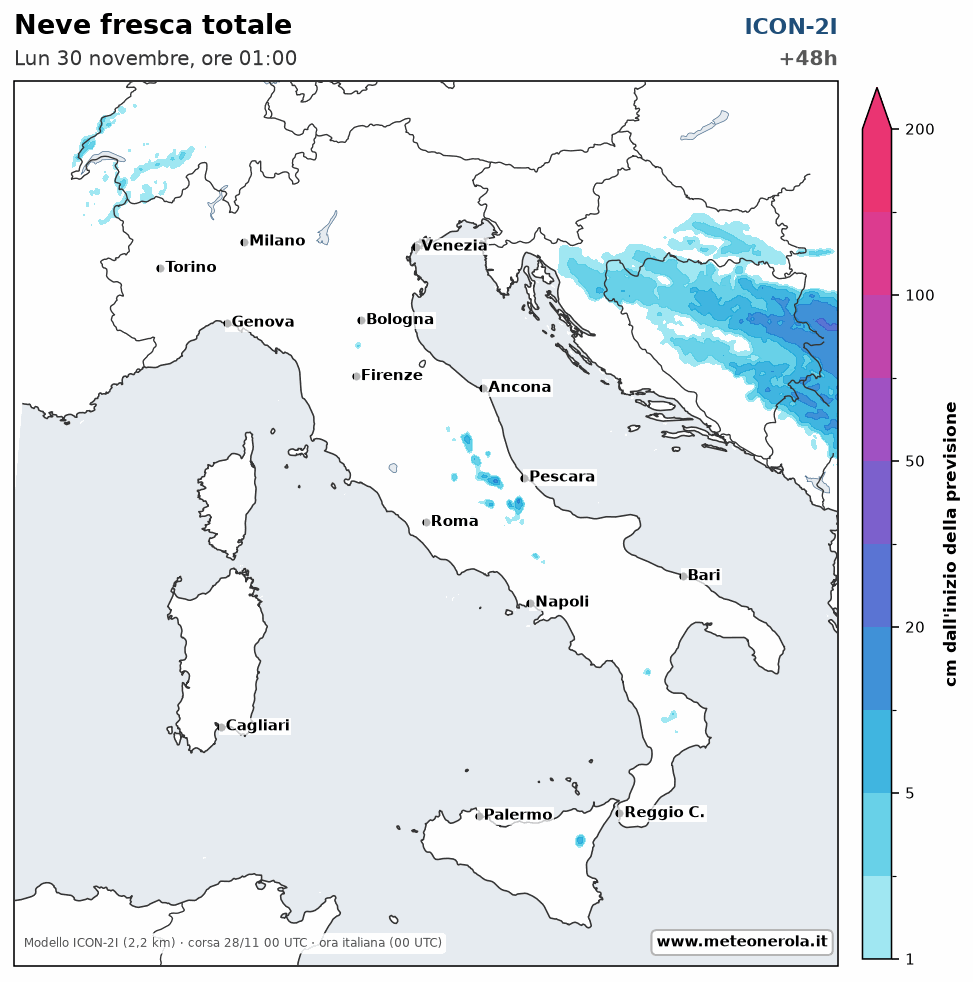 Neve fresca totale
ICON-2I
Lun 30 novembre, ore 01:00
+48h
200
100
50
20
5
1
cm dall'inizio della previsione
Milano
Venezia
Torino
Genova
Bologna
Firenze
Ancona
Pescara
Roma
Bari
Napoli
Cagliari
Palermo
Reggio C.
Modello ICON-2I (2,2 km) · corsa 28/11 00 UTC · ora italiana (00 UTC)
www.meteonerola.it